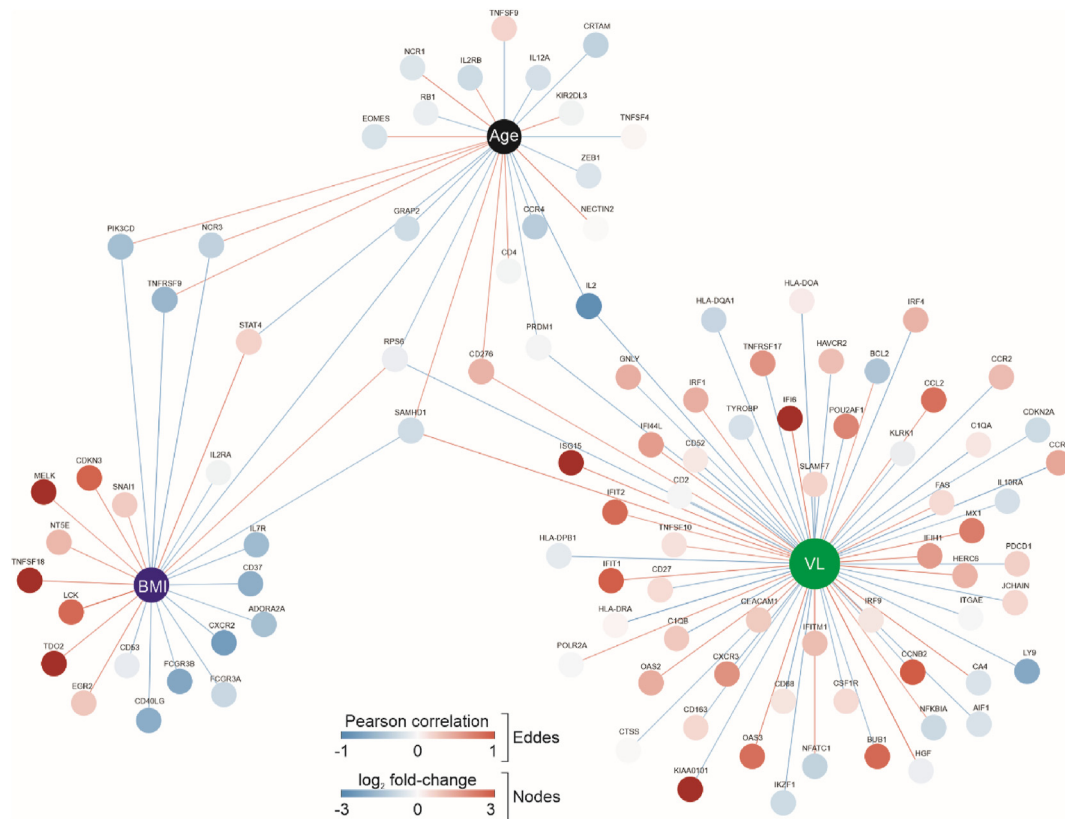 TNFSF9
CRTAM
NCR1
IL2RB
IL12A
RB1
KIR2DL3
EOMES
TNFSF4
Age
ZEB1
GRAP2
CCR4
NECTIN2
PIK3CD
NCR3
CD4
TNFRSF9
IL2
HLA-DOA
HLA-DQA1
IRF4
STAT4
RPS6
PRDM1
CD276
GNLY
TNFRSF17
HAVCR2
BCL2
CCR2
IRF1
IFI6
CCL2
SAMHD1
TYROBP
POU2AF1
CDKN2A
IFI44L
CD52
KLRK1
C1QA
CCR
ISG15
SLAMF7
IL2RA
CDKN3
MELK
SNAI1
CD2
FAS
IL10RA
IFIT2
MX1
NT5E
IL7R
TNFSF10
HLA-DPB1
IFIH1
PDCD1
HERC6
TNFSF18
BMI
CD37
VL
IFIT1
CD27
JCHAIN
LCK
ADORA2A
HLA-DRA
CEACAM1
IRF9
ITGAE
CXCR2
C1QB
IFITM1
TDO2
CD53
FCGR3B
FCGR3A
POLR2A
OAS2
CXCR3
CCNB2
CA4
LY9
EGR2
CD40LG
CD68
CSF1R
NFKBIA
AIF1
CD163
CTSS
OAS3
NFATC1
BUB1
HGF
KIAA0101
IKZF1
Pearson correlation
-1 0 1
Eddes
log₂ fold-change
-3 0 3
Nodes